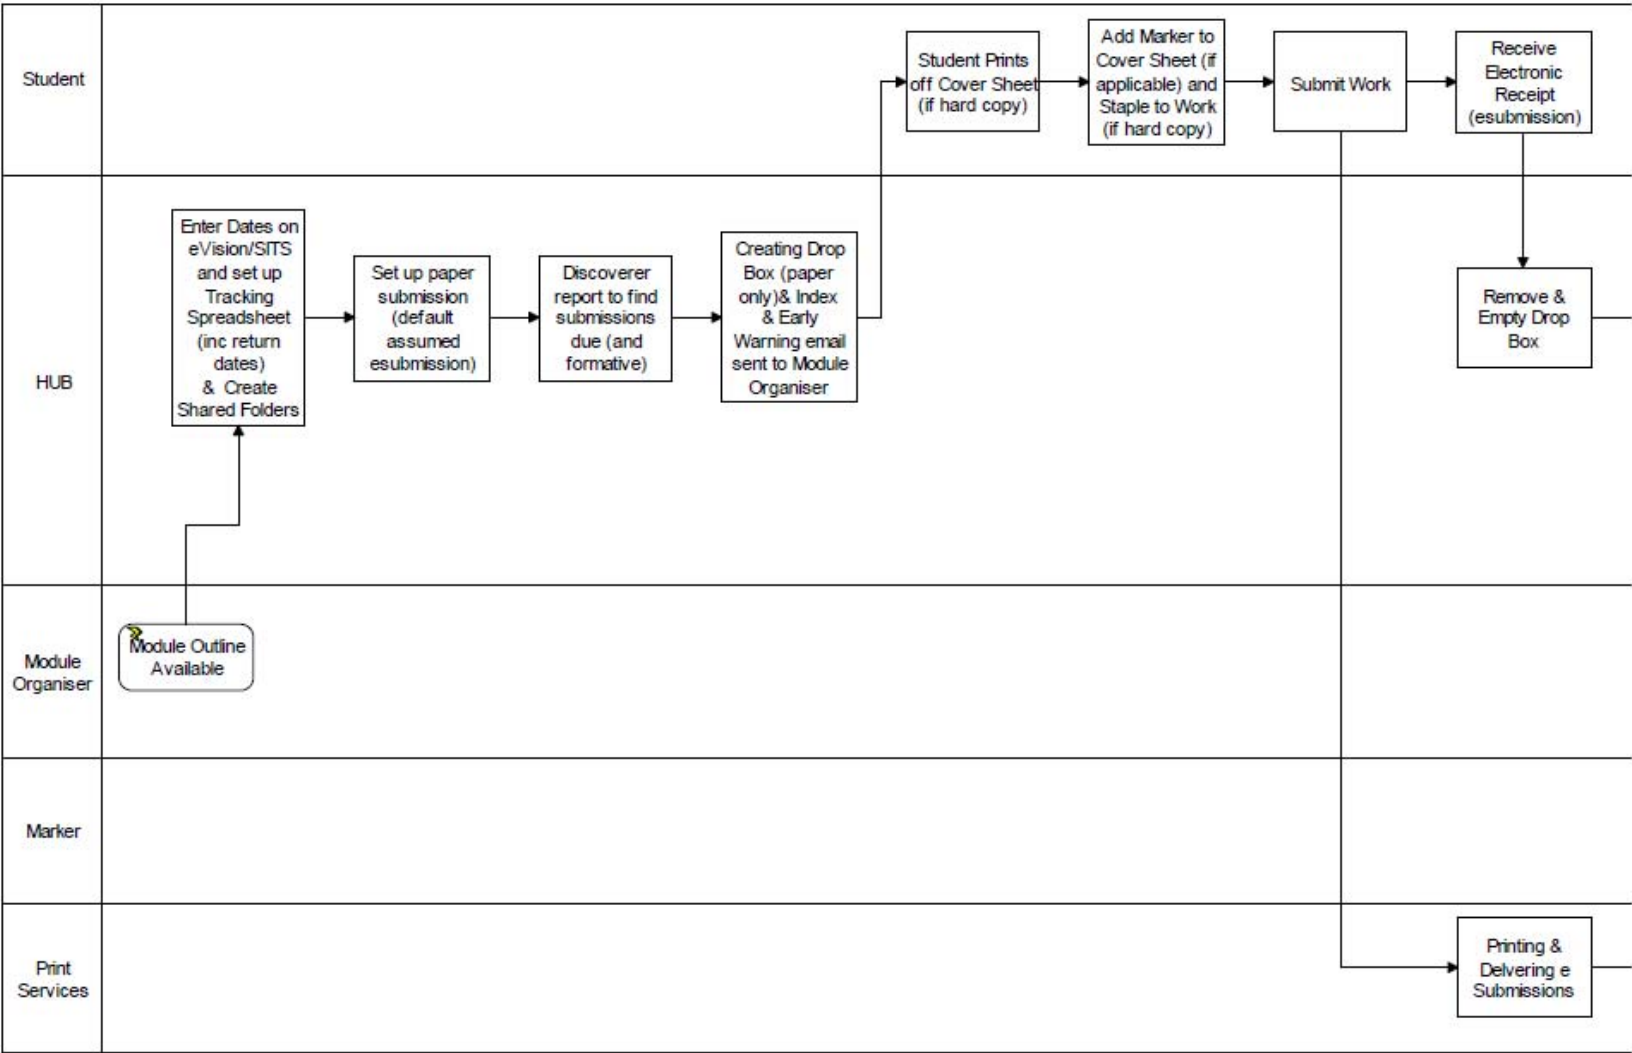 Student
Student Prints
off Cover Sheet
(if hard copy)
Add Marker to
Cover Sheet (if
applicable) and
Staple to Work
(if hard copy)
Submit Work
Receive
Electronic
Receipt
(esubmission)
HUB
Enter Dates on
eVision/SITS
and set up
Tracking
Spreadsheet
(inc return
dates)
& Create
Shared Folders
Set up paper
submission
(default
assumed
esubmission)
Discoverer
report to find
submissions
due (and
formative)
Creating Drop
Box (paper
only)& Index
& Early
Warning email
sent to Module
Organiser
Remove &
Empty Drop
Box
Module
Organiser
Module Outline
Available
Marker
Print
Services
Printing &
Delvering e
Submissions